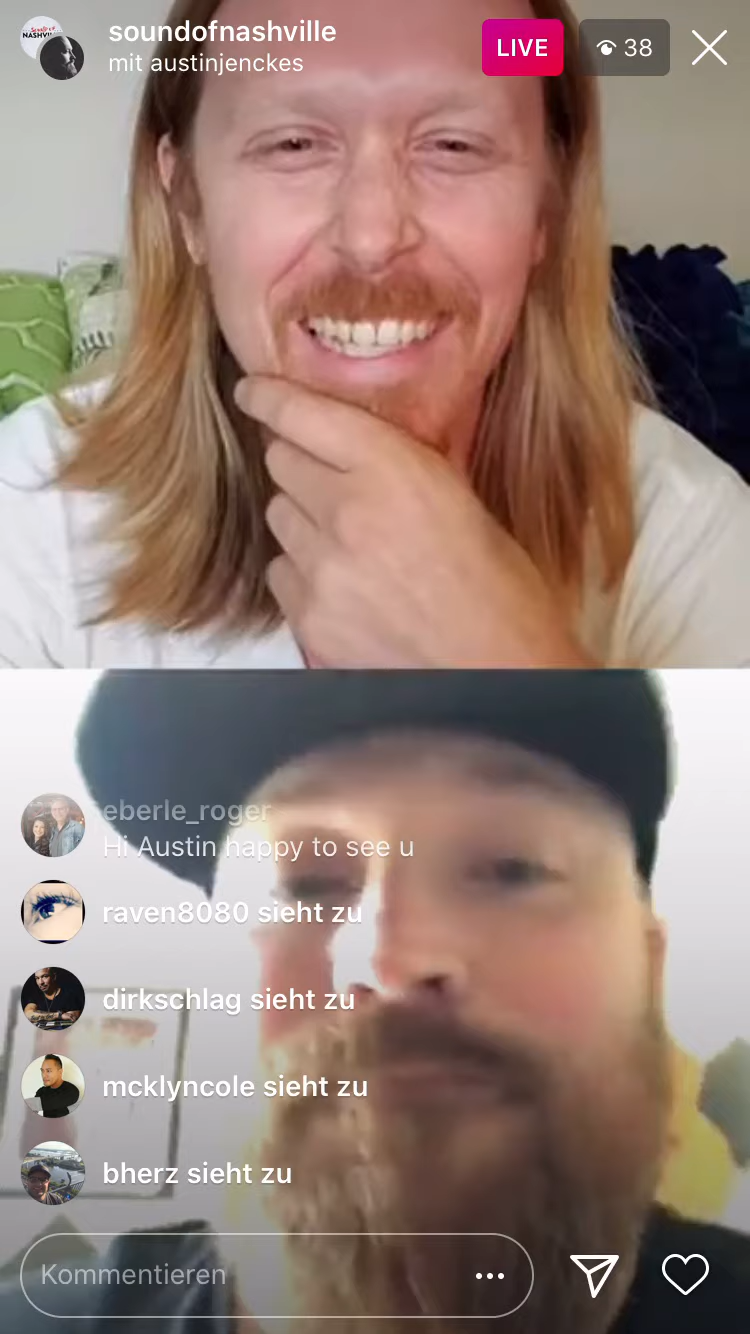 soundofnashville
mit austinjenckes
LIVE
38
eberle_roger
Hi Austin happy to see u
raven8080 sieht zu
dirkschlag sieht zu
mcklyncole sieht zu
bherz sieht zu
Kommentieren